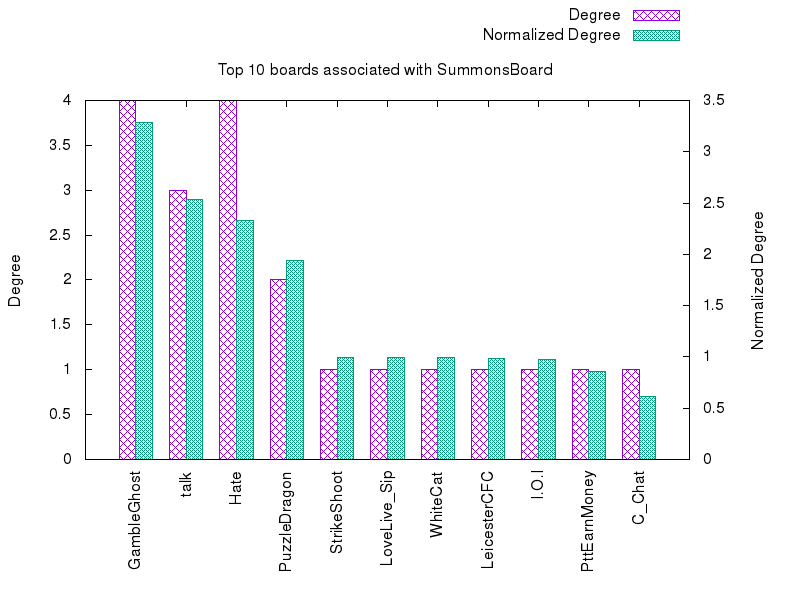 Degree
Normalized Degree
Top 10 boards associated with SummonsBoard
4
3.5
3
2.5
2
1.5
1
0.5
0
3.5
3
2.5
2
1.5
1
0.5
0
Degree
Normalized Degree
GambleGhost
talk
Hate
PuzzleDragon
StrikeShoot
LoveLive_Sip
WhiteCat
LeicesterCFC
I.O.I
PttEarnMoney
C_Chat